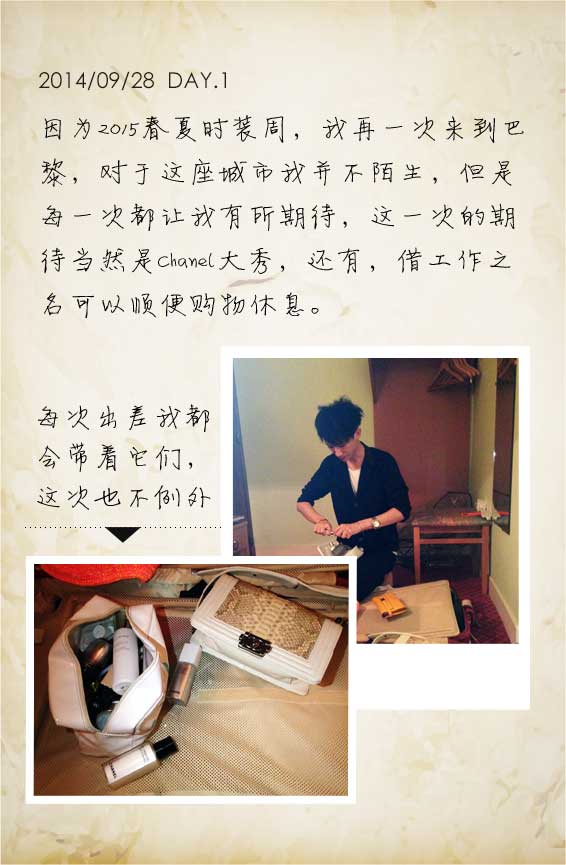 2014/09/28 DAY.1
因为2015春夏时装周，我再一次来到巴
黎，对于这座城市我并不陌生，但是
每一次都让我有所期待，这一次的期
待当然是Chanel大秀，还有，借工作之
名可以顺便购物休息。
每次出差我都
会带着它们，
这次也不例外
CHANEL